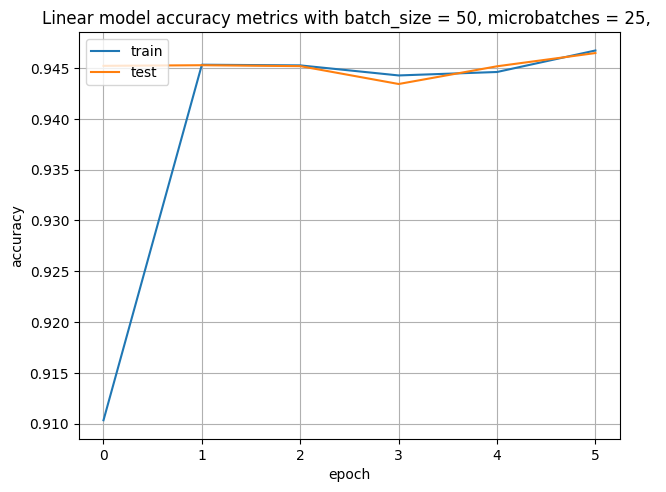 Linear model accuracy metrics with batch_size = 50, microbatches = 25,
train
test
0.945
0.940
0.935
0.930
0.925
0.920
0.915
0.910
accuracy
0 1 2 3 4 5
epoch